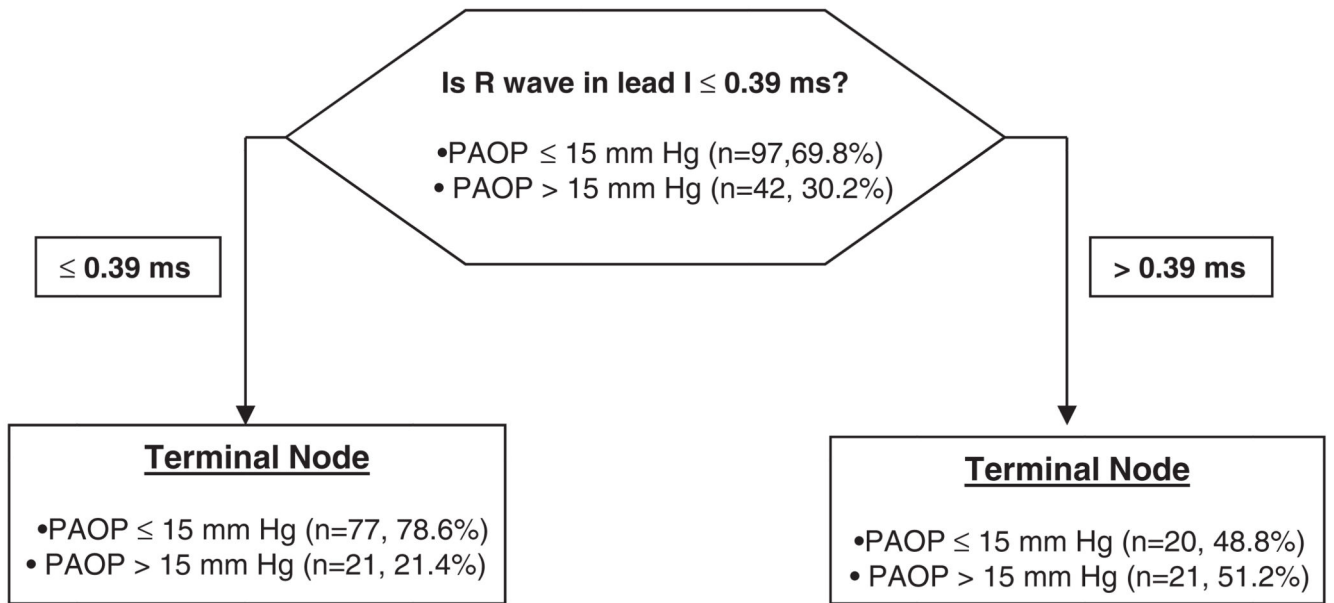 Is R wave in lead I ≤ 0.39 ms?
•PAOP ≤ 15 mm Hg (n=97,69.8%)
• PAOP > 15 mm Hg (n=42, 30.2%)
≤ 0.39 ms
> 0.39 ms
Terminal Node
•PAOP ≤ 15 mm Hg (n=77, 78.6%)
• PAOP > 15 mm Hg (n=21, 21.4%)
Terminal Node
•PAOP ≤ 15 mm Hg (n=20, 48.8%)
• PAOP > 15 mm Hg (n=21, 51.2%)